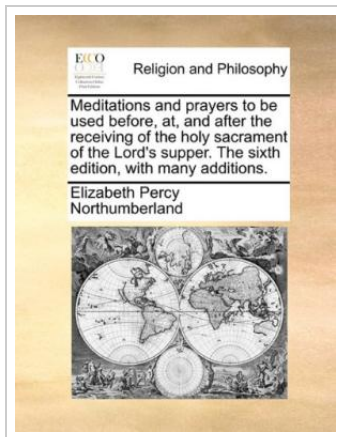 ECCO
Religion and Philosophy
Meditations and prayers to be
used before, at, and after the
receiving of the holy sacrament
of the Lord's supper. The sixth
edition, with many additions.
Elizabeth Percy
Northumberland